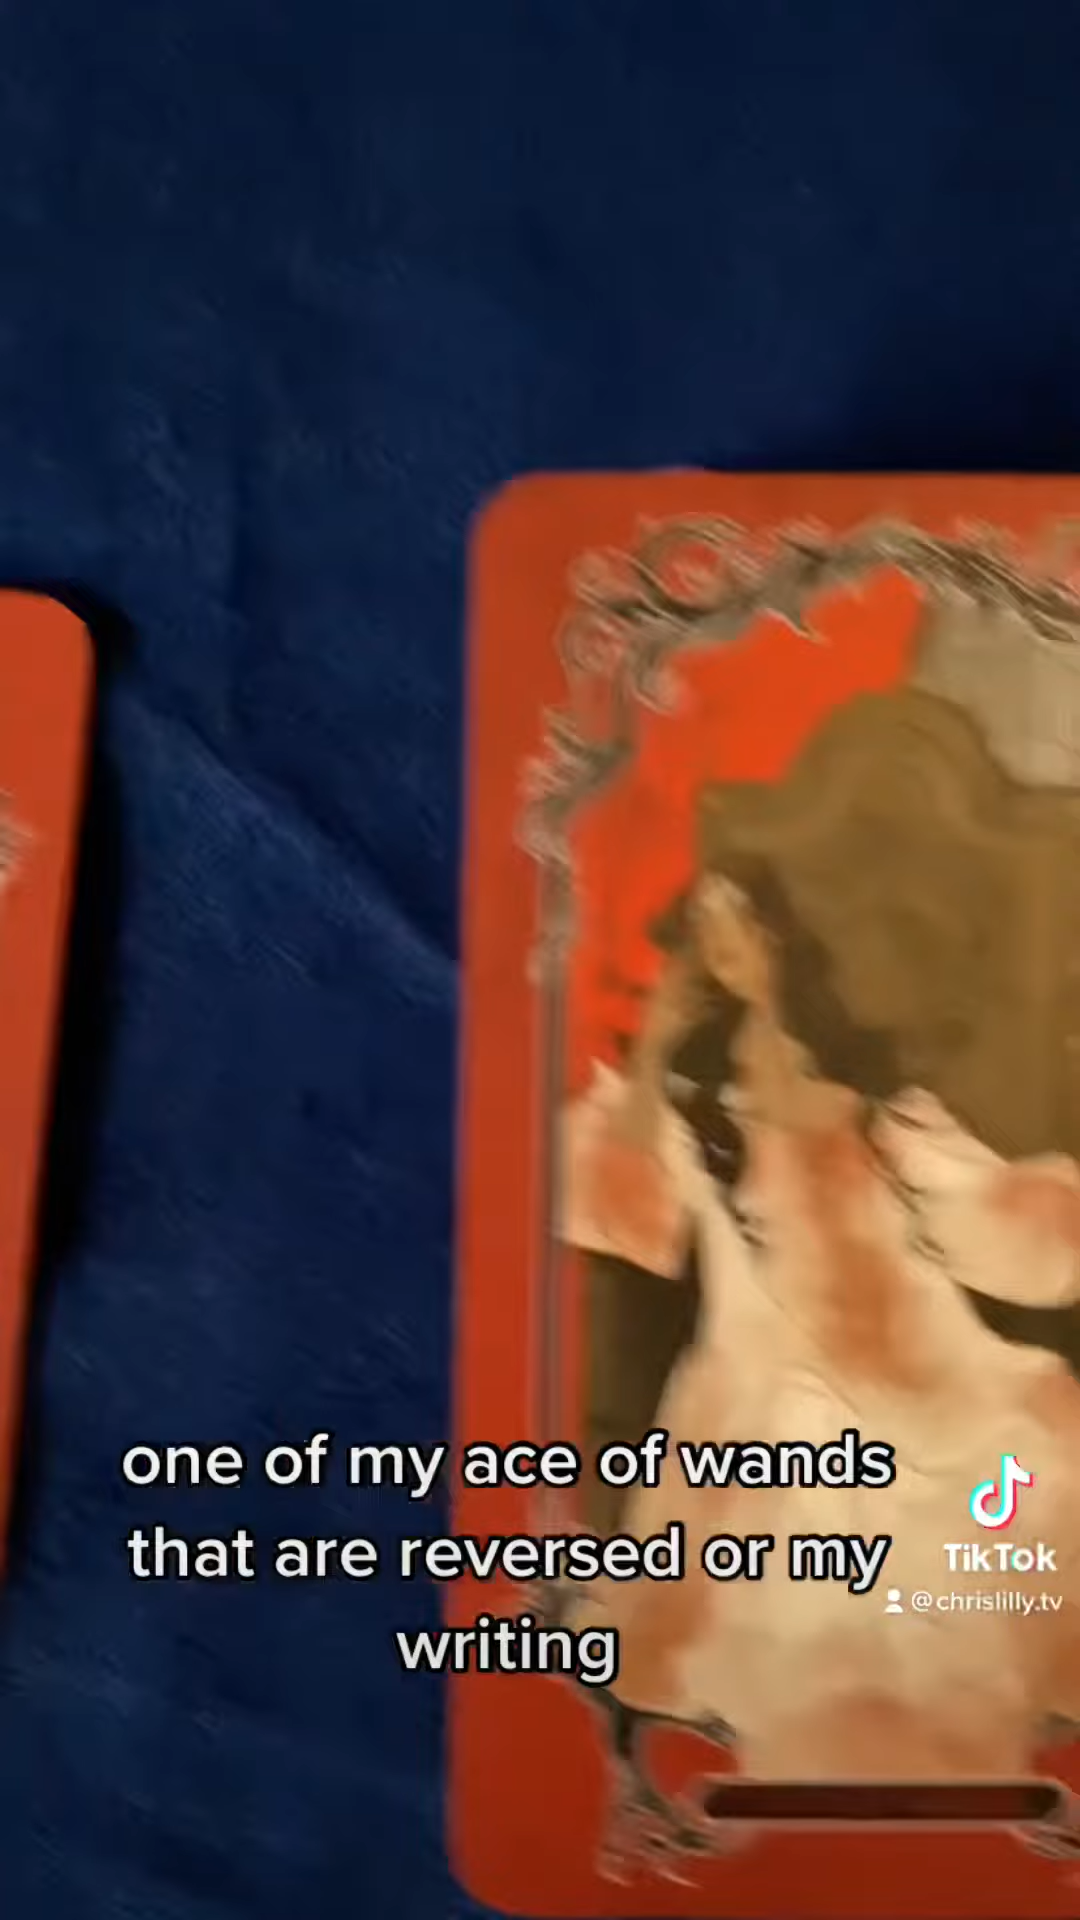 one of my ace of wands
that are reversed or my
writing
TikTok
@chrislilly.tv